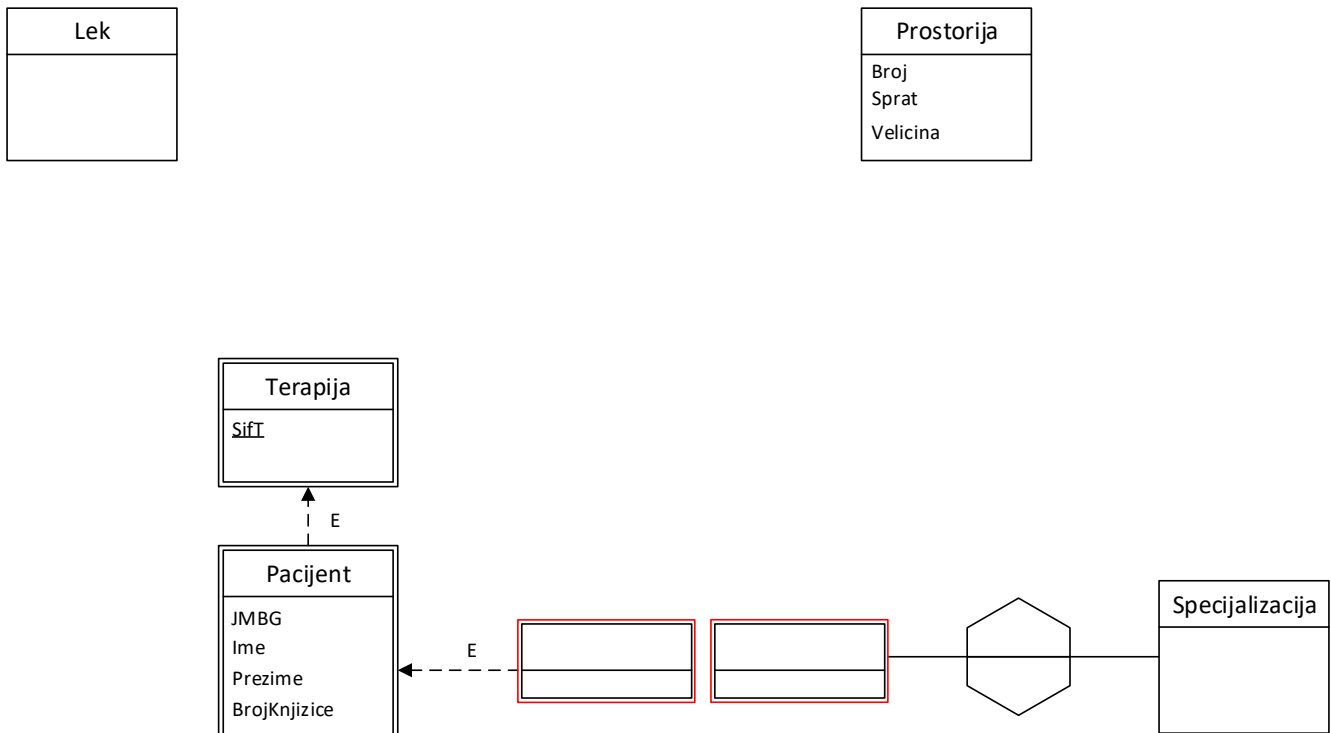 Lek
Prostorija
Broj
Sprat
Velicina
Terapija
SifT
E
Pacijent
JMBG
Ime
Prezime
BrojKnjizice
E
Specijalizacija